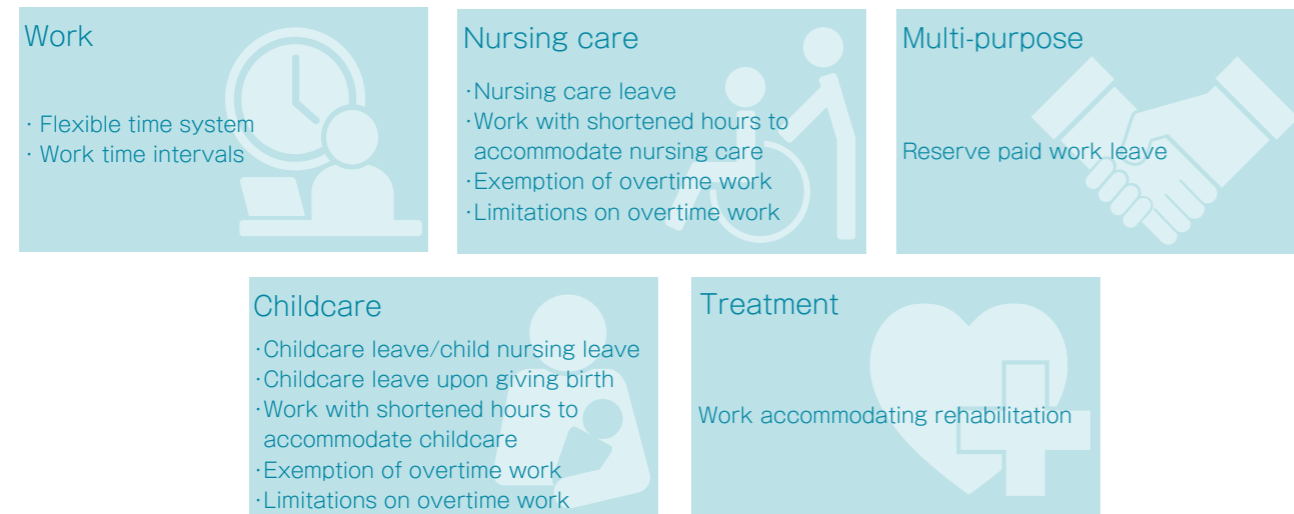 Work
· Flexible time system
· Work time intervals
Nursing care
·Nursing care leave
·Work with shortened hours to
accommodate nursing care
·Exemption of overtime work
·Limitations on overtime work
Multi-purpose
Reserve paid work leave
Childcare
·Childcare leave/child nursing leave
·Childcare leave upon giving birth
·Work with shortened hours to
accommodate childcare
·Exemption of overtime work
·Limitations on overtime work
Treatment
Work accommodating rehabilitation